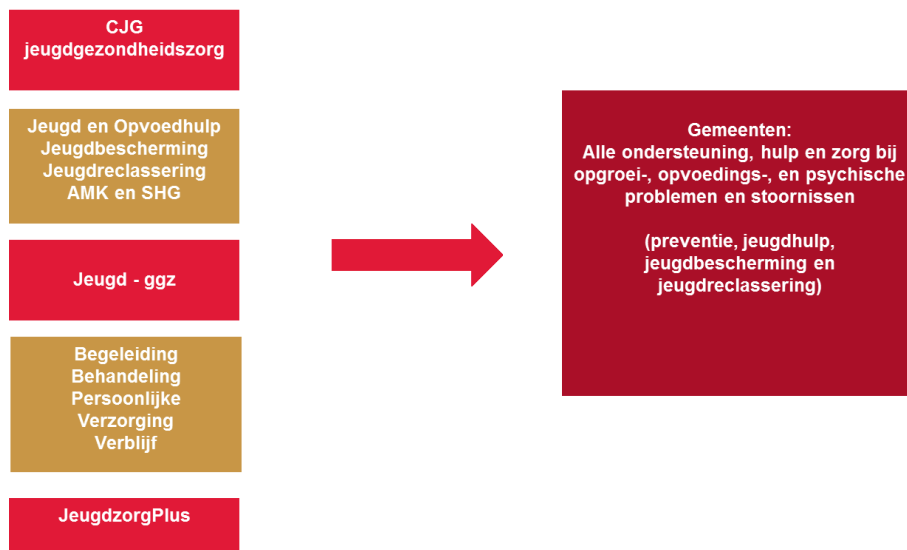 CJG
jeugdgezondheidszorg
Jeugd en Opvoedhulp
Jeugdbescherming
Jeugdreclassering
AMK en SHG
Jeugd - ggz
Begeleiding
Behandeling
Persoonlijke
Verzorging
Verblijf
JeugdzorgPlus
Gemeenten:
Alle ondersteuning, hulp en zorg bij
opgroei-, opvoedings-, en psychische
problemen en stoornissen
(preventie, jeugdhulp,
jeugdbescherming en
jeugdreclassering)